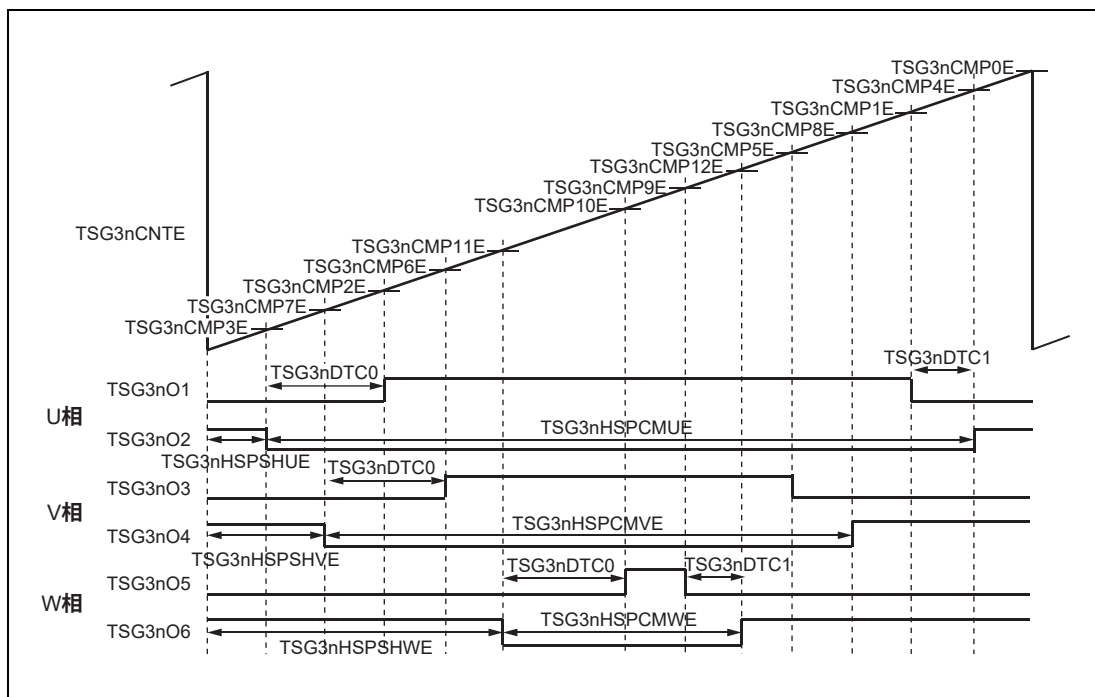 TSG3nCMP0E
TSG3nCMP4E
TSG3nCMP1E
TSG3nCMP8E
TSG3nCMP5E
TSG3nCMP12E
TSG3nCMP9E
TSG3nCMP10E
TSG3nCNTE
TSG3nCMP11E
TSG3nCMP6E
TSG3nCMP2E
TSG3nCMP7E
TSG3nCMP3E
TSG3nDTC1
TSG3nDTC0
TSG3nO1
U相
TSG3nHSPCMUE
TSG3nO2
TSG3nHSPSHUE
TSG3nDTC0
TSG3nO3
V相
TSG3nHSPCMVE
TSG3nO4
TSG3nHSPSHVE
TSG3nDTC0
TSG3nDTC1
TSG3nO5
W相
TSG3nHSPCMWE
TSG3nO6
TSG3nHSPSHWE